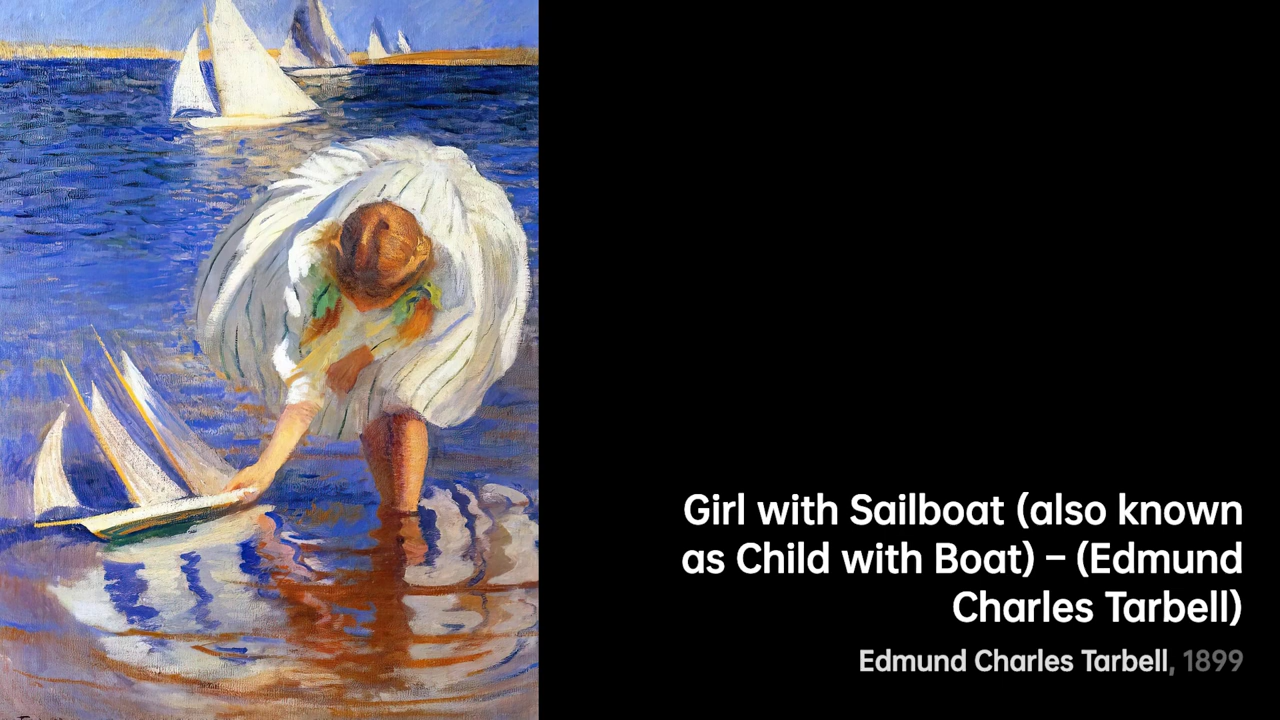 Girl with Sailboat (also known
as Child with Boat) – (Edmund
Charles Tarbell)
Edmund Charles Tarbell, 1899